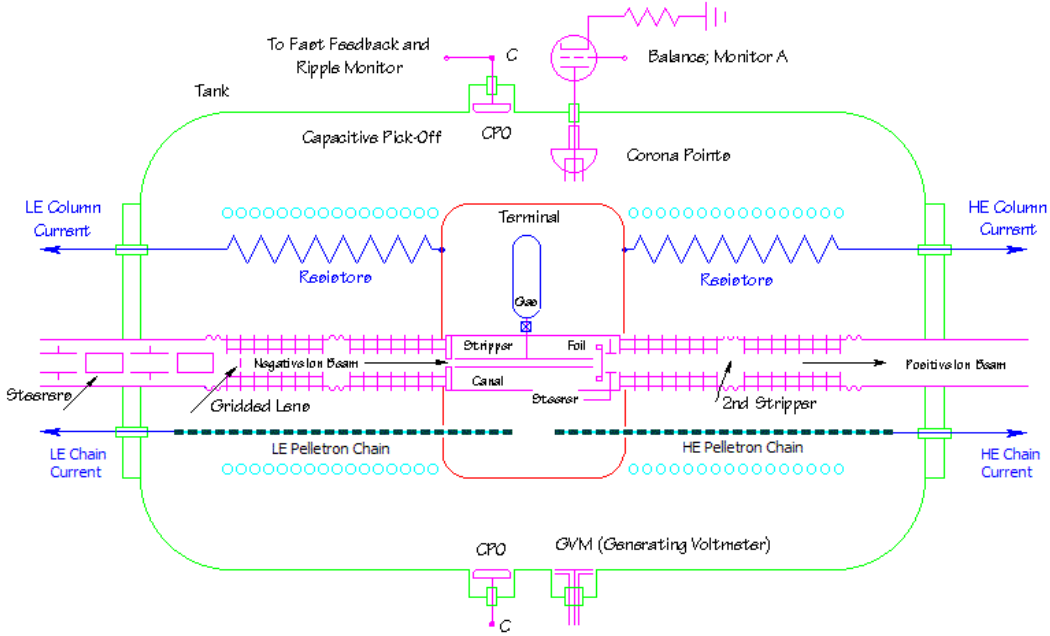 To Fast Feedback and
Ripple Monitor
C
Balance; Monitor A
Tank
CPO
Capacitive Pick-Off
Corona Points
LE Column
Current
Terminal
HE Column
Current
Resistors
Gas
Resistors
Stripper
Foil
Negative Ion Beam
Positive Ion Beam
Canal
Steerers
Gridded Lens
Steerer
2nd Stripper
LE Chain
Current
LE Pelletron Chain
HE Pelletron Chain
HE Chain
Current
CPO
GVM (Generating Voltmeter)
C